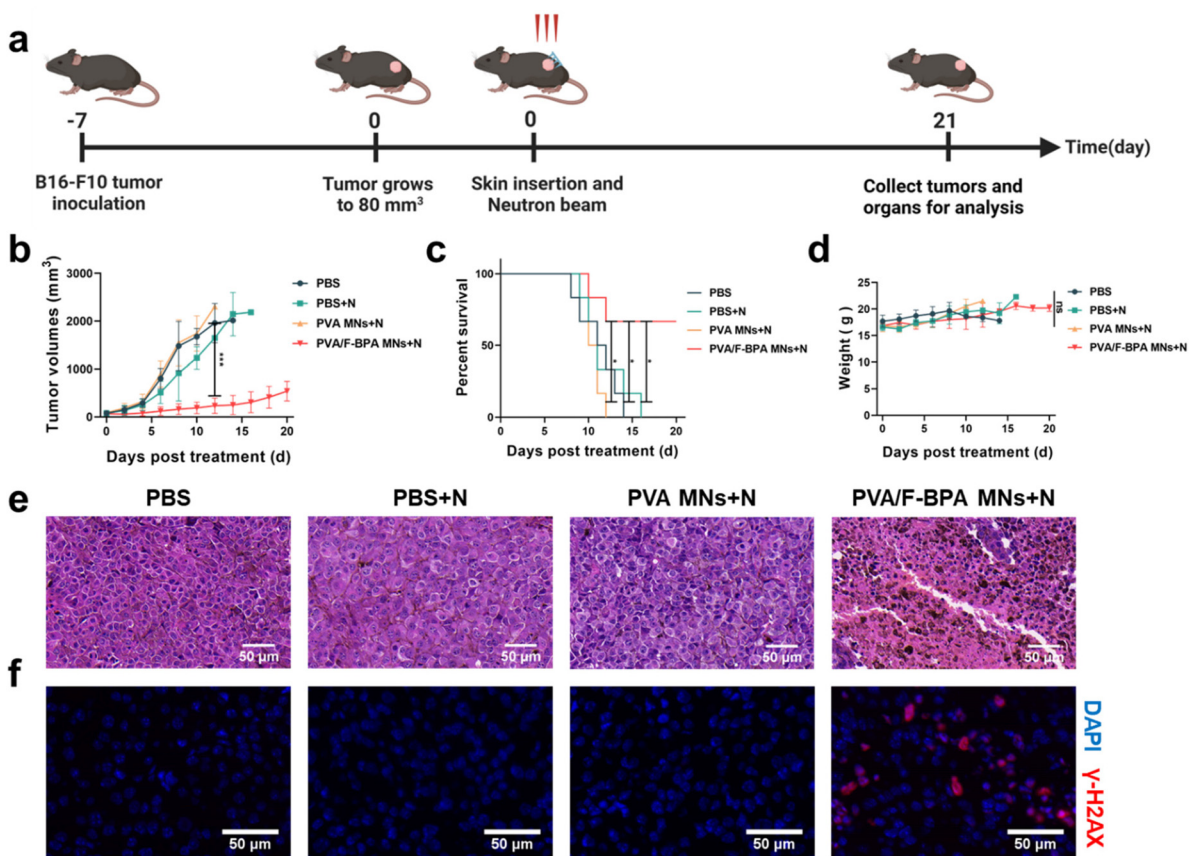 a
-7
0
0
21
Time(day)
B16-F10 tumor
inoculation
Tumor grows
to 80 mm³
Skin insertion and
Neutron beam
Collect tumors and
organs for analysis
b
Tumor volumes (mm³)
3000
2000
1000
0
0
5
10
15
20
Days post treatment (d)
***
PBS
PBS+N
PVA MNs+N
PVA/F-BPA MNs+N
c
Percent survival
100
50
0
0
5
10
15
20
Days post treatment (d)
*
*
*
PBS
PBS+N
PVA MNs+N
PVA/F-BPA MNs+N
d
Weight ( g )
25
20
15
10
5
0
0
5
10
15
20
Days post treatment (d)
ns
PBS
PBS+N
PVA MNs+N
PVA/F-BPA MNs+N
e
PBS
PBS+N
PVA MNs+N
PVA/F-BPA MNs+N
50 μm
50 μm
50 μm
50 μm
f
50 μm
50 μm
50 μm
50 μm
DAPI γ-H2AX